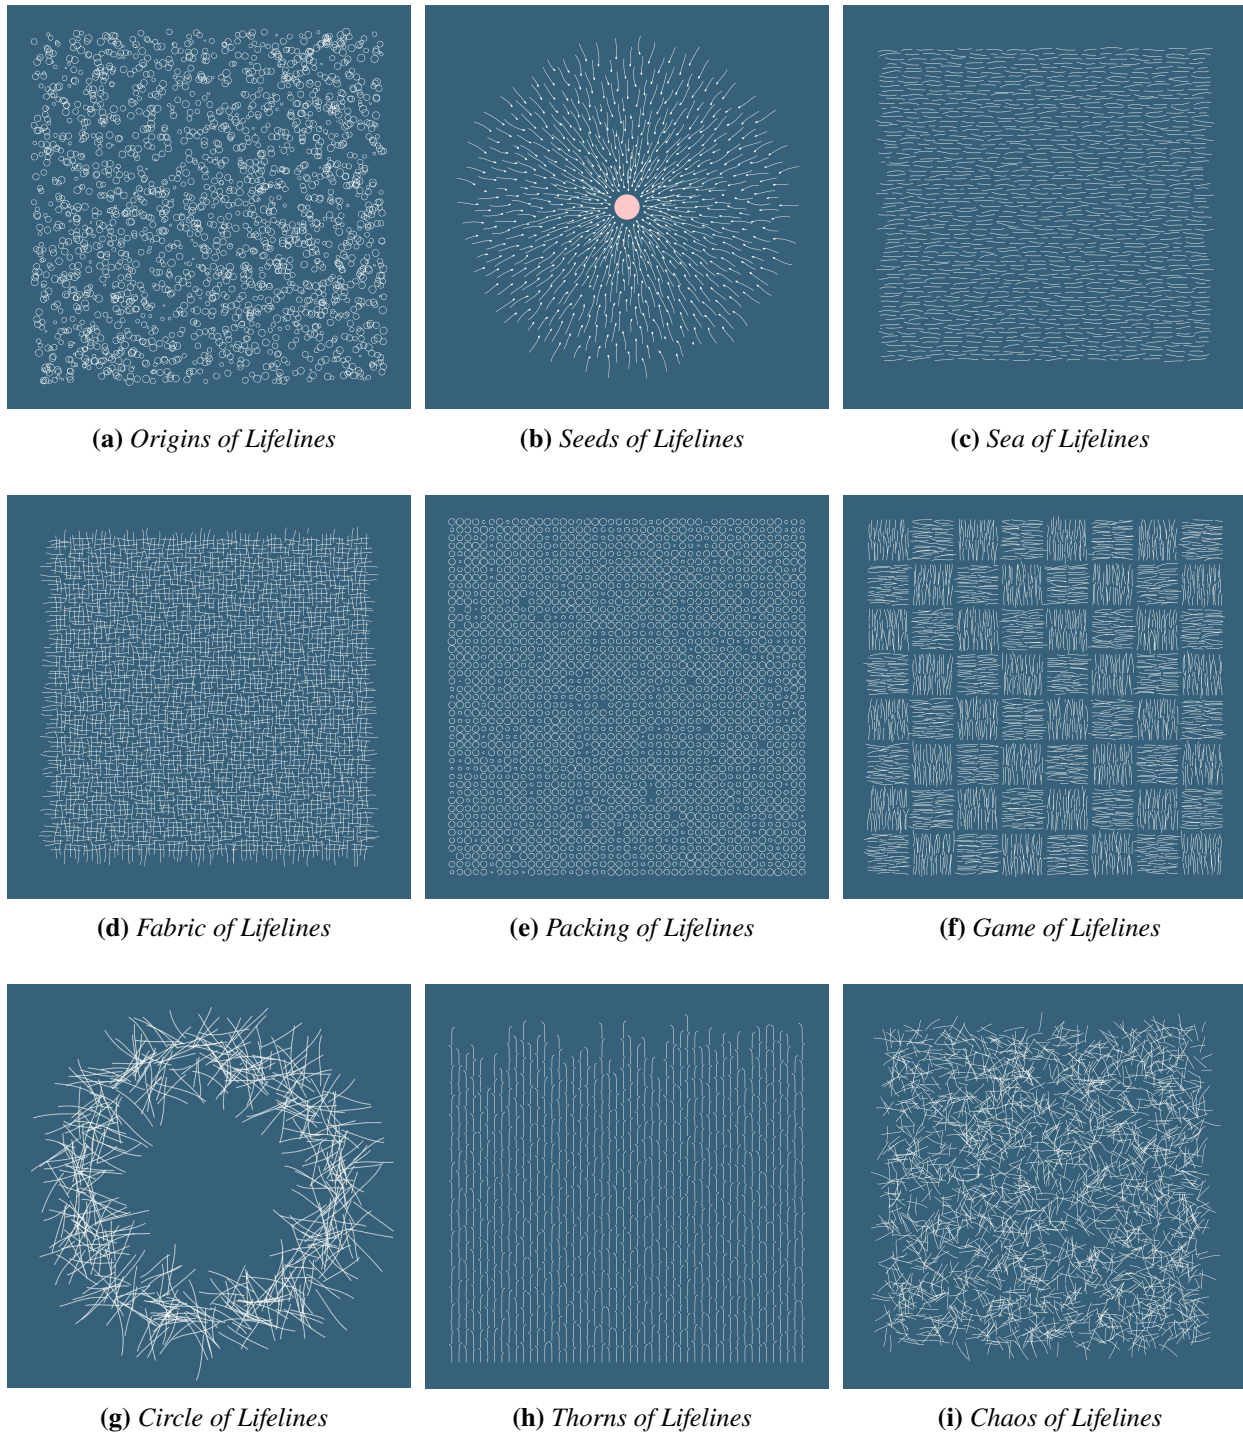 (a) Origins of Lifelines
(b) Seeds of Lifelines
(c) Sea of Lifelines
(d) Fabric of Lifelines
(e) Packing of Lifelines
(f) Game of Lifelines
(g) Circle of Lifelines
(h) Thorns of Lifelines
(i) Chaos of Lifelines